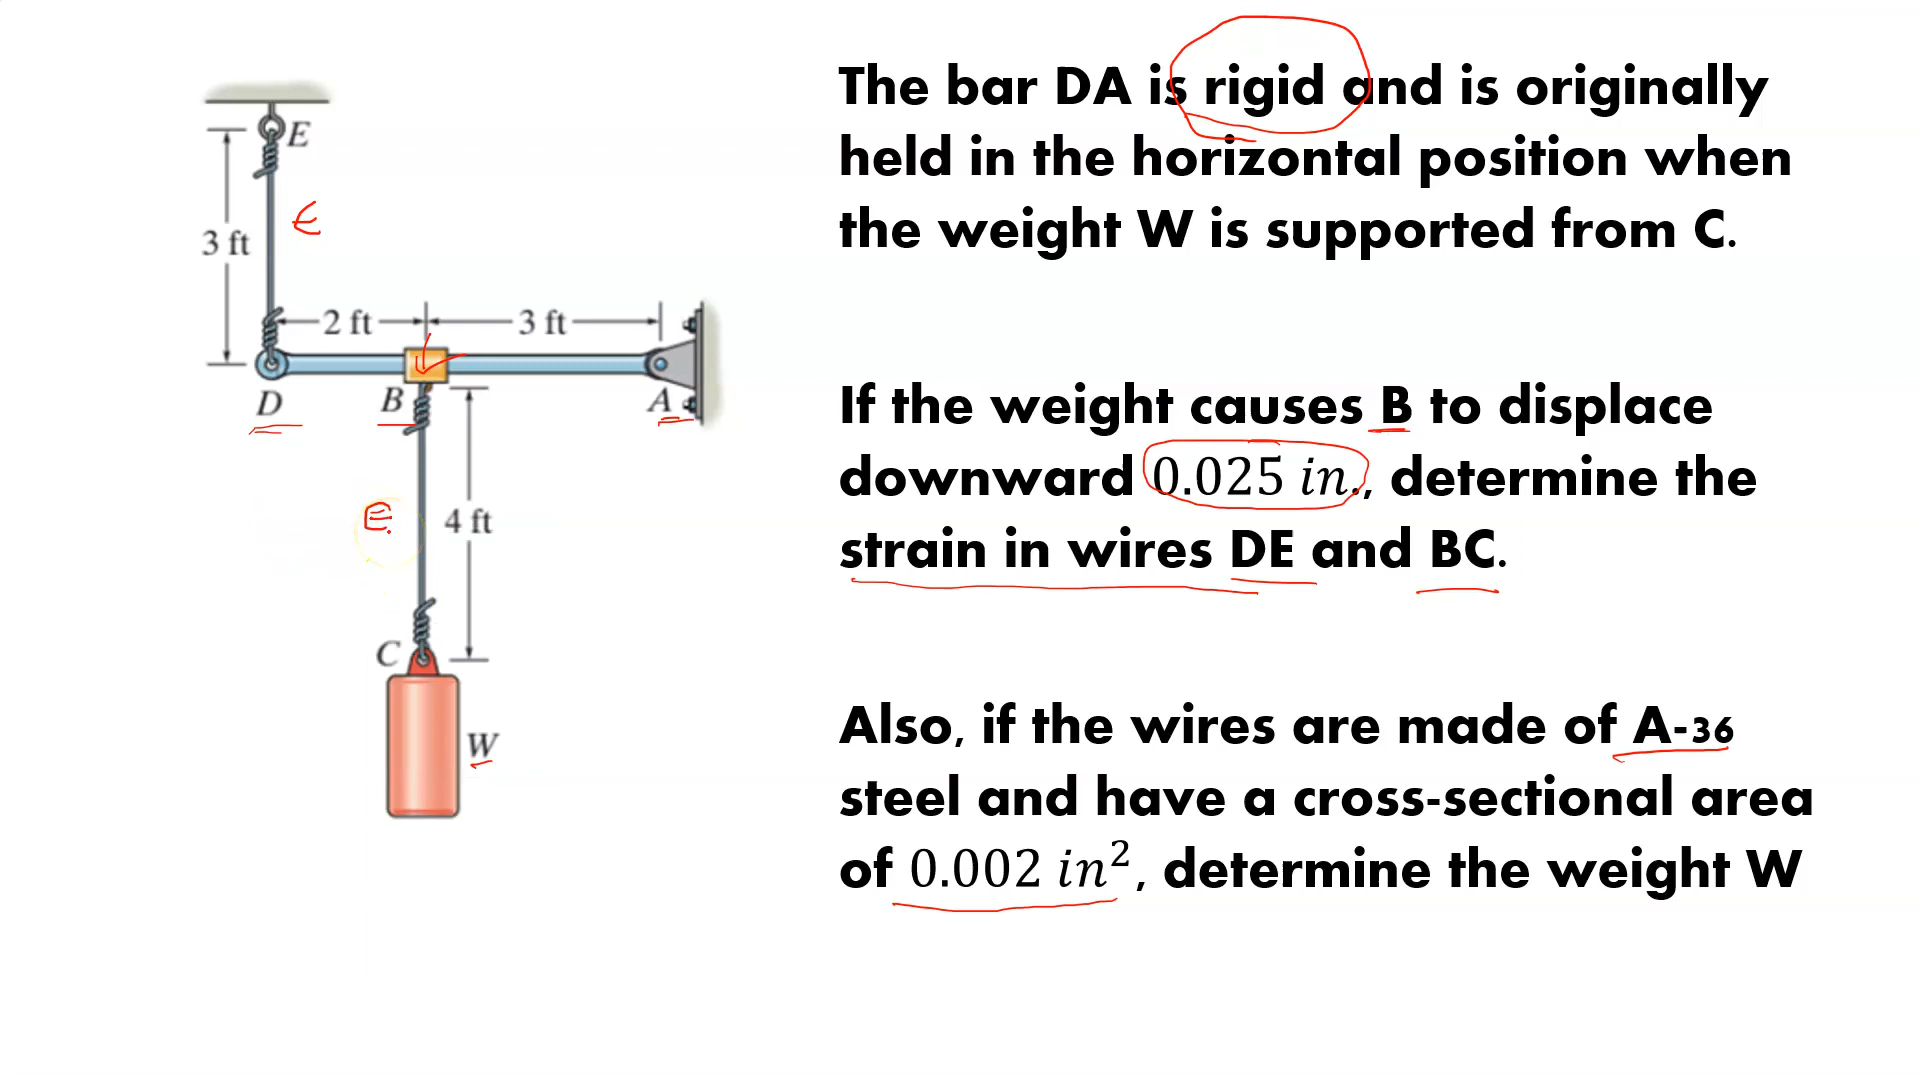 E
3 ft
ϵ
2 ft
3 ft
D
B
A
ϵ
4 ft
C
W
The bar DA is rigid and is originally
held in the horizontal position when
the weight W is supported from C.
If the weight causes B to displace
downward 0.025 in., determine the
strain in wires DE and BC.
Also, if the wires are made of A-36
steel and have a cross-sectional area
of 0.002 in², determine the weight W